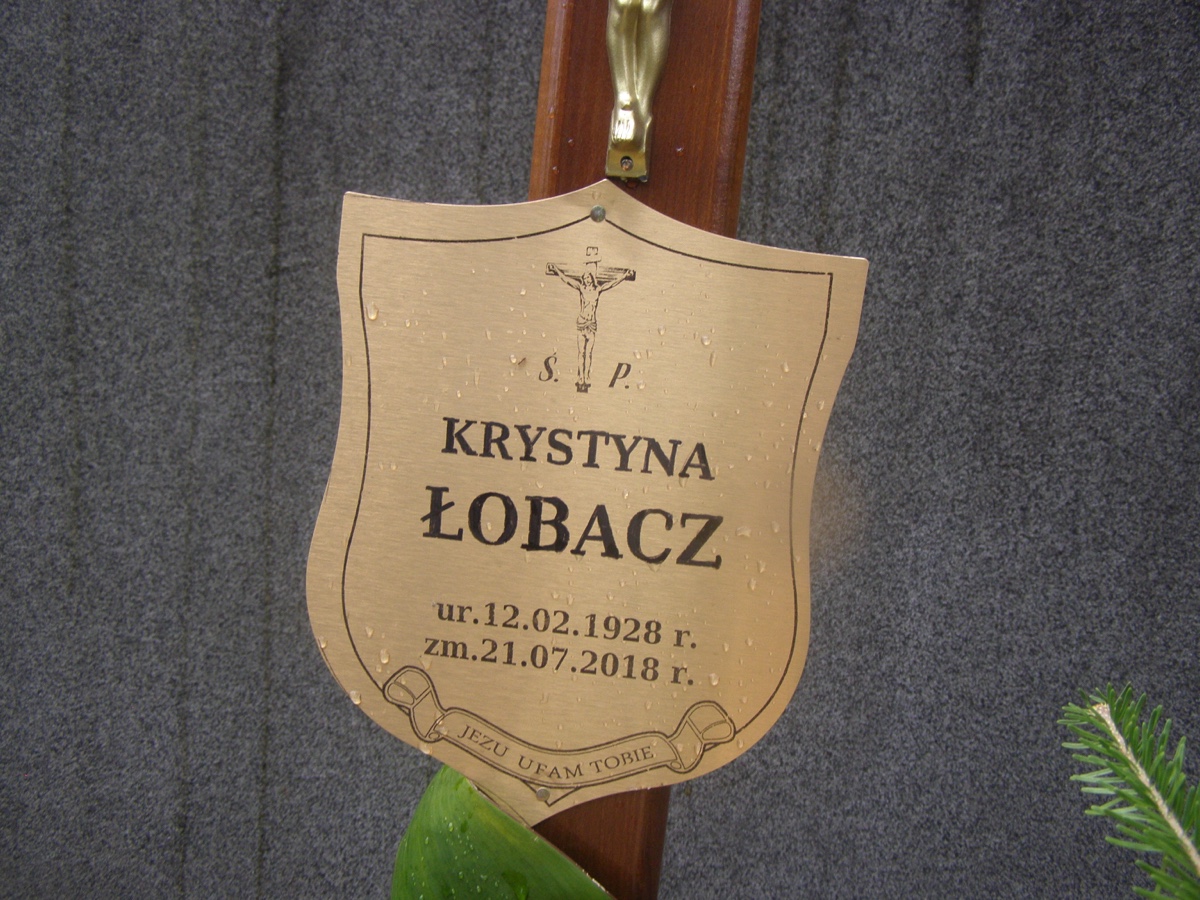 Ś. P.
KRYSTYNA
ŁOBACZ
ur.12.02.1928 r.
zm.21.07.2018 r.
JEZU UFAM TOBIE